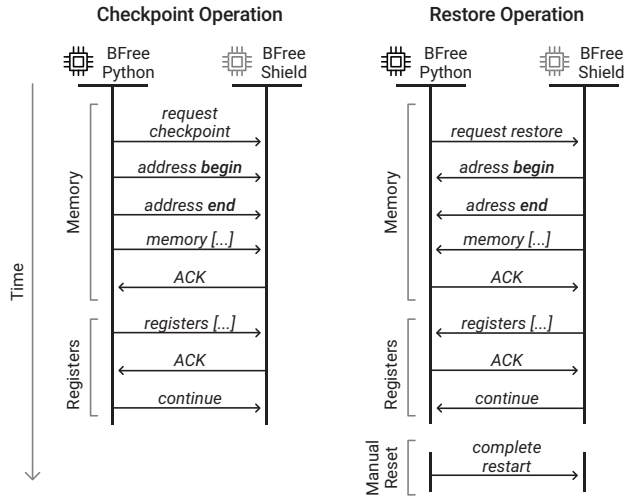 Checkpoint Operation
BFree
Python
BFree
Shield
Time
Memory
request
checkpoint
address begin
address end
memory [...]
ACK
Registers
registers [...]
ACK
continue
Restore Operation
BFree
Python
BFree
Shield
Memory
request restore
adress begin
adress end
memory [...]
ACK
Registers
registers [...]
ACK
continue
Manual
Reset
complete
restart